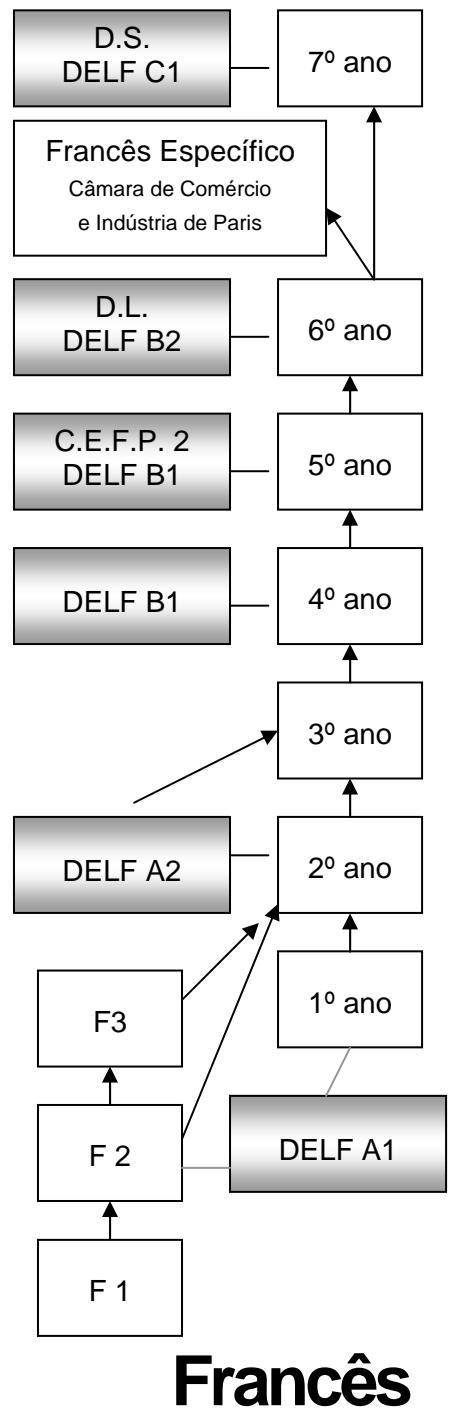 D.S.
DELF C1
7º ano
Francês Específico
Câmara de Comércio
e Indústria de Paris
D.L.
DELF B2
6º ano
C.E.F.P. 2
DELF B1
5º ano
DELF B1
4º ano
3º ano
DELF A2
2º ano
F3
1º ano
F 2
DELF A1
F 1
Francês